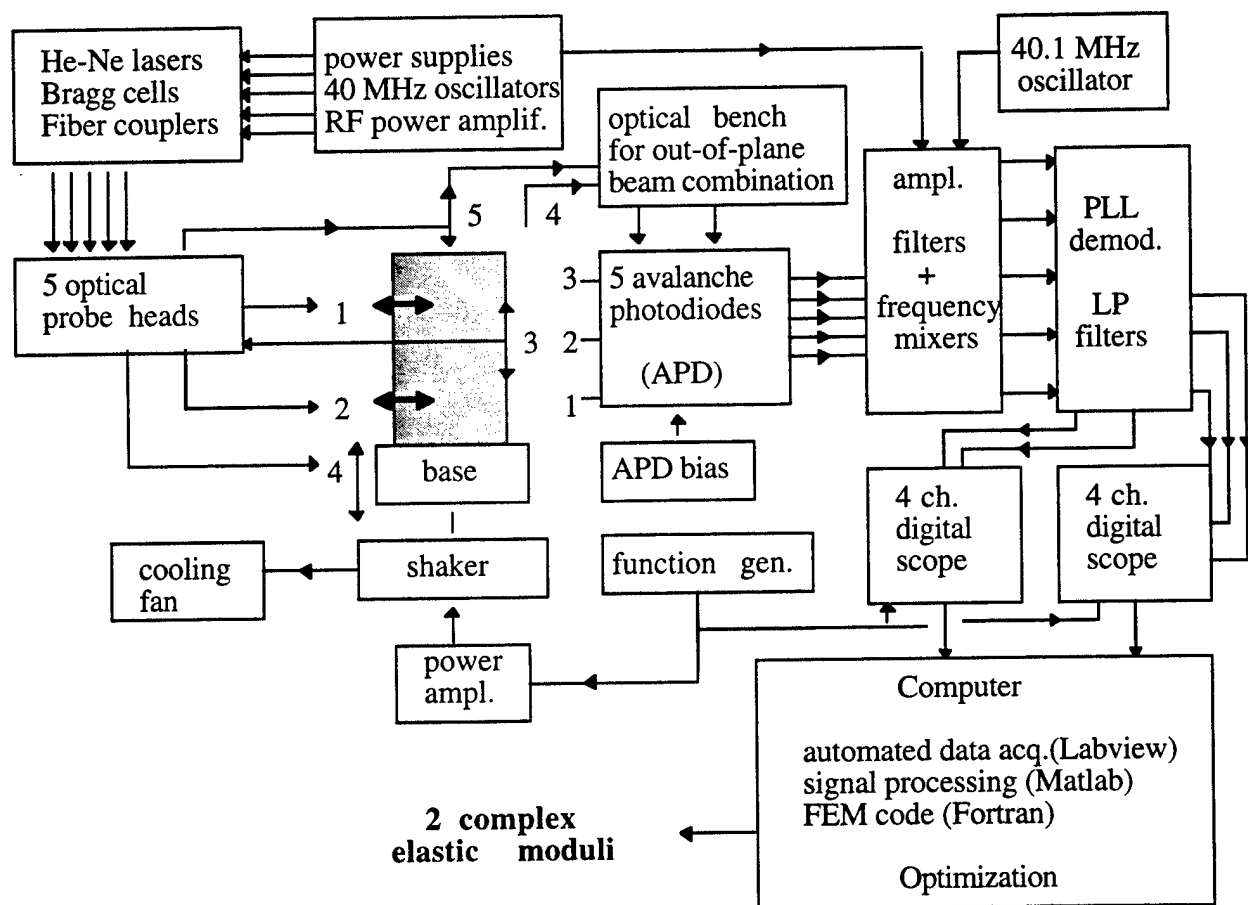 He-Ne lasers
Bragg cells
Fiber couplers
power supplies
40 MHz oscillators
RF power amplif.
40.1 MHz
oscillator
optical bench
for out-of-plane
beam combination
ampl.
filters
+
frequency
mixers
PLL
demod.
LP
filters
5
4
5 optical
probe heads
1
2
3
4
3
2
1
5 avalanche
photodiodes
(APD)
base
APD bias
4 ch.
digital
scope
4 ch.
digital
scope
cooling
fan
shaker
function gen.
power
ampl.
Computer
automated data acq.(Labview)
signal processing (Matlab)
FEM code (Fortran)
Optimization
2 complex
elastic moduli